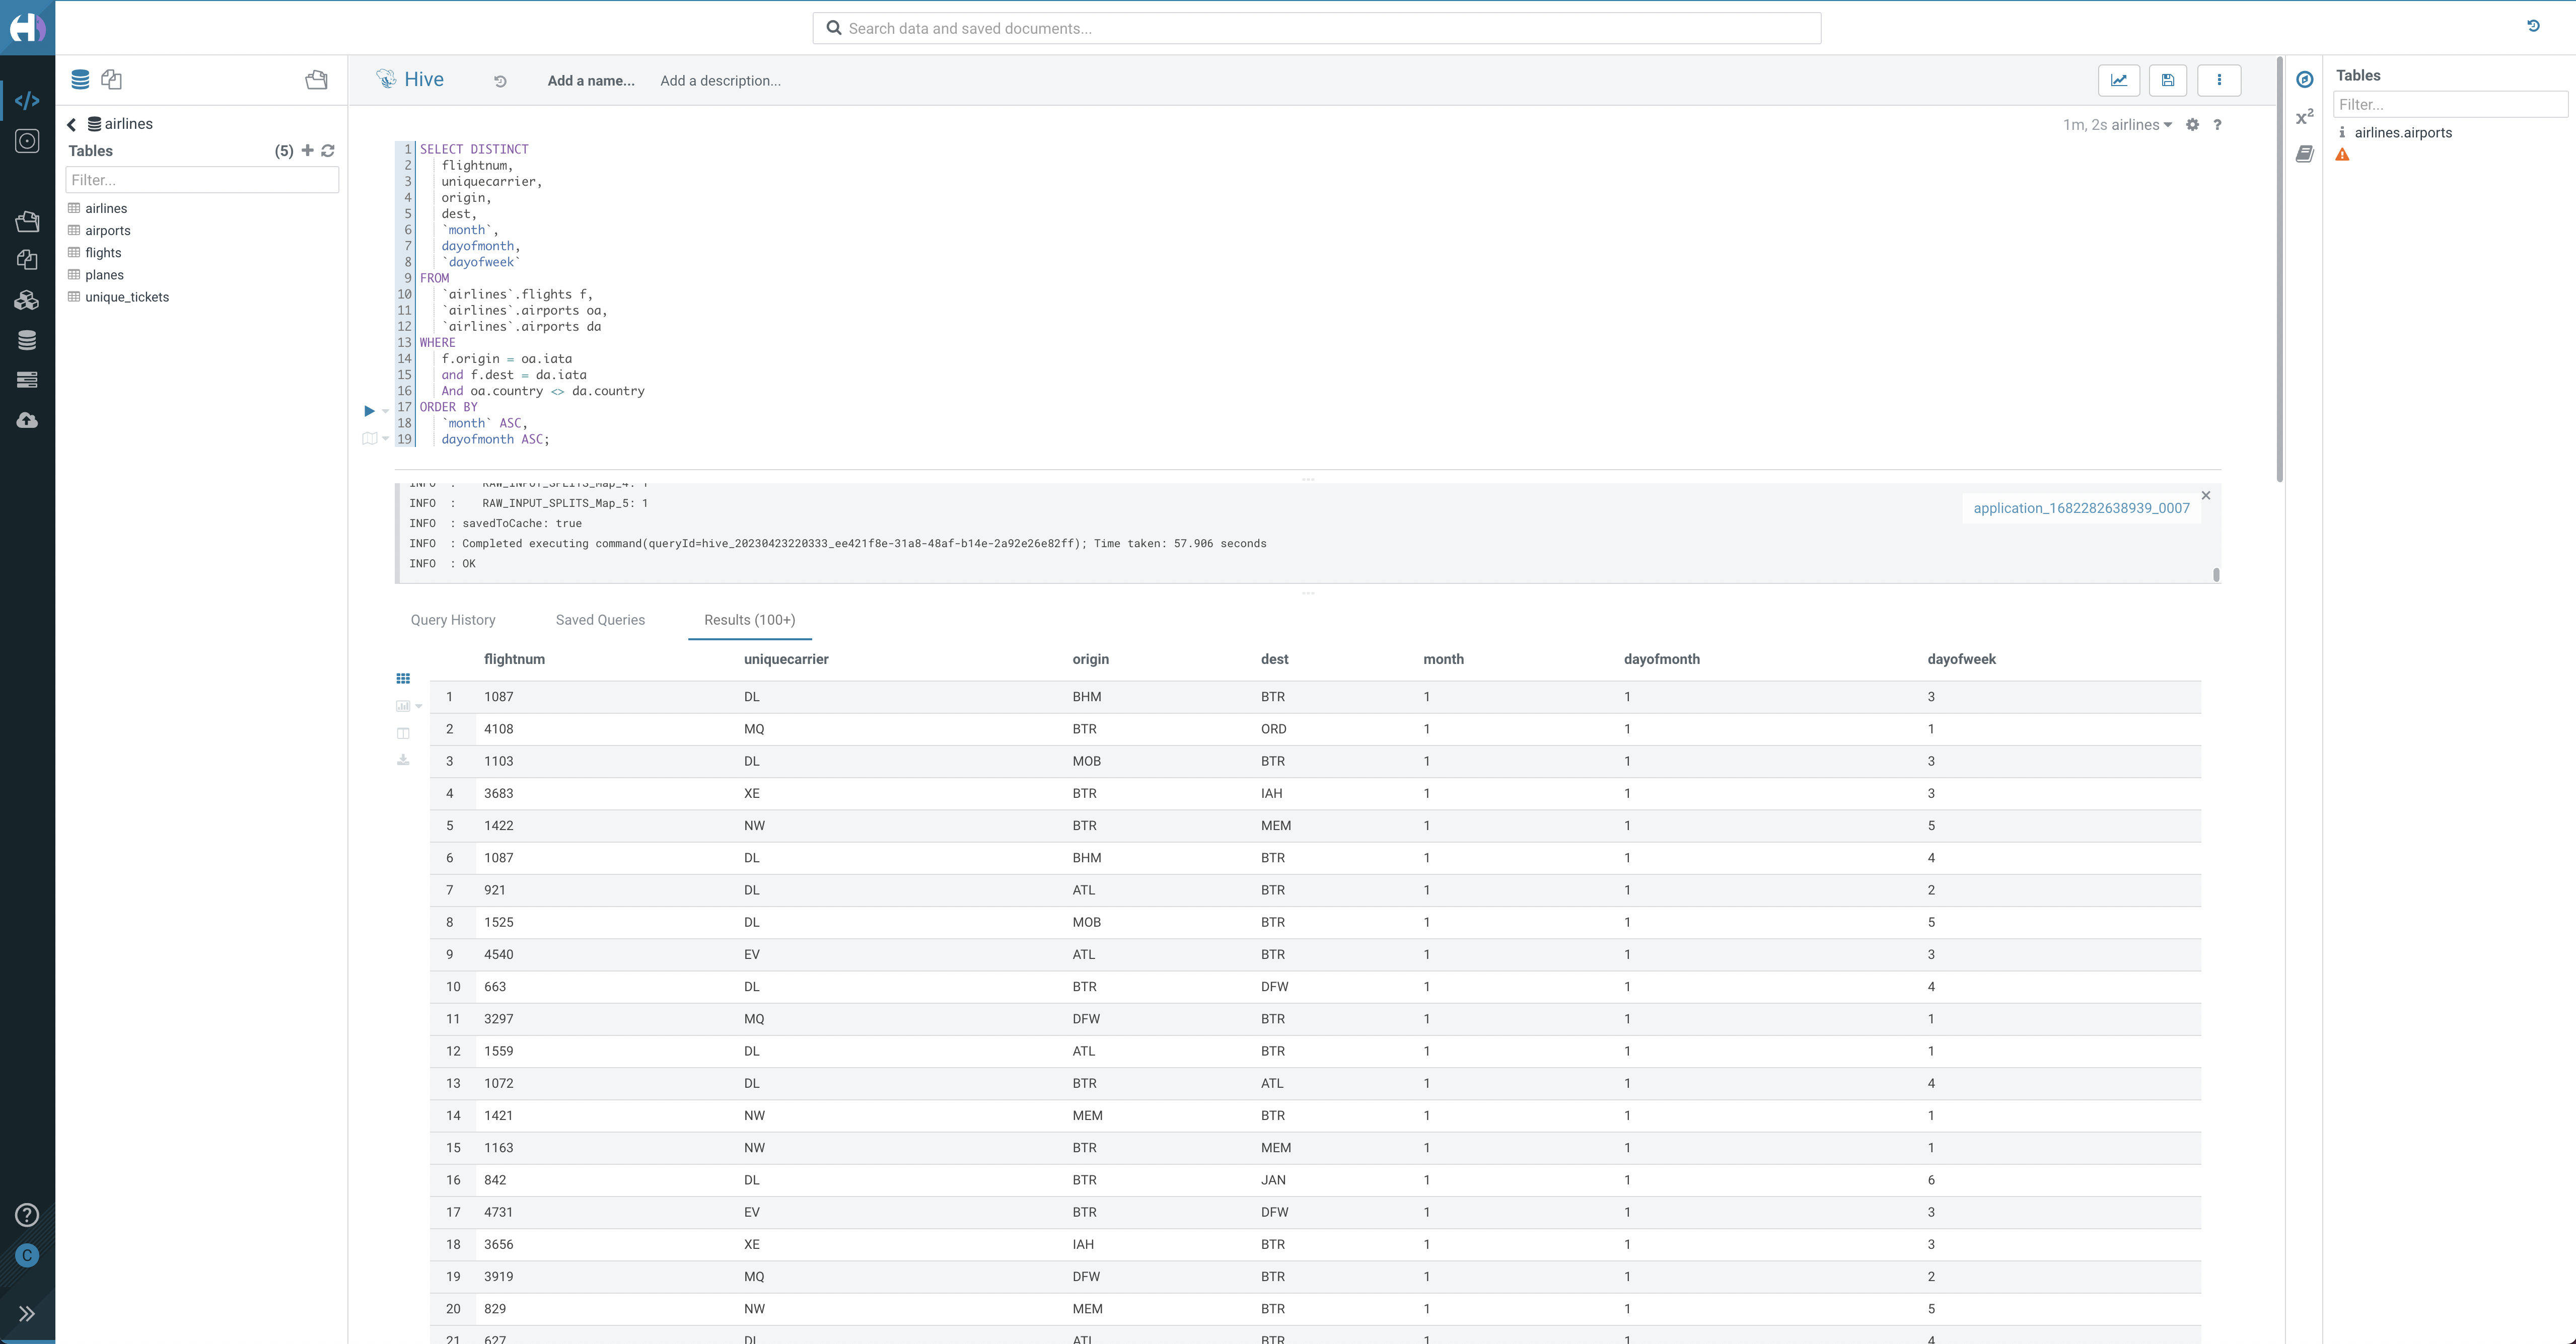 Search data and saved documents...
airlines
Tables (5)
Filter...
airlines
airports
flights
planes
unique_tickets
Hive Add a name... Add a description...
1m, 2s airlines ?
1 SELECT DISTINCT
2 flightnum,
3 uniquecarrier,
4 origin,
5 dest,
6 `month`,
7 dayofmonth,
8 `dayofweek`
9 FROM
10 `airlines`.flights f,
11 `airlines`.airports oa,
12 `airlines`.airports da
13 WHERE
14 f.origin = oa.iata
15 and f.dest = da.iata
16 And oa.country <> da.country
17 ORDER BY
18 `month` ASC,
19 dayofmonth ASC;
INFO : RAW_INPUT_SPLITS_Map_4: 1
INFO : RAW_INPUT_SPLITS_Map_5: 1
INFO : savedToCache: true
INFO : Completed executing command(queryId=hive_20230423220333_ee421f8e-31a8-48af-b14e-2a92e26e82ff); Time taken: 57.906 seconds
INFO : OK
application_1682282638939_0007
Query History Saved Queries Results (100+)
flightnum uniquecarrier origin dest month dayofmonth dayofweek
1 1087 DL BHM BTR 1 1 3
2 4108 MQ BTR ORD 1 1 1
3 1103 DL MOB BTR 1 1 3
4 3683 XE BTR IAH 1 1 3
5 1422 NW BTR MEM 1 1 5
6 1087 DL BHM BTR 1 1 4
7 921 DL ATL BTR 1 1 2
8 1525 DL MOB BTR 1 1 5
9 4540 EV ATL BTR 1 1 3
10 663 DL BTR DFW 1 1 4
11 3297 MQ DFW BTR 1 1 1
12 1559 DL ATL BTR 1 1 1
13 1072 DL BTR ATL 1 1 4
14 1421 NW MEM BTR 1 1 1
15 1163 NW BTR MEM 1 1 1
16 842 DL BTR JAN 1 1 6
17 4731 EV BTR DFW 1 1 3
18 3656 XE IAH BTR 1 1 3
19 3919 MQ DFW BTR 1 1 2
20 829 NW MEM BTR 1 1 5
21 627 DL ATL BTR 1 1 4
Tables
Filter...
airlines.airports
x2
?
C